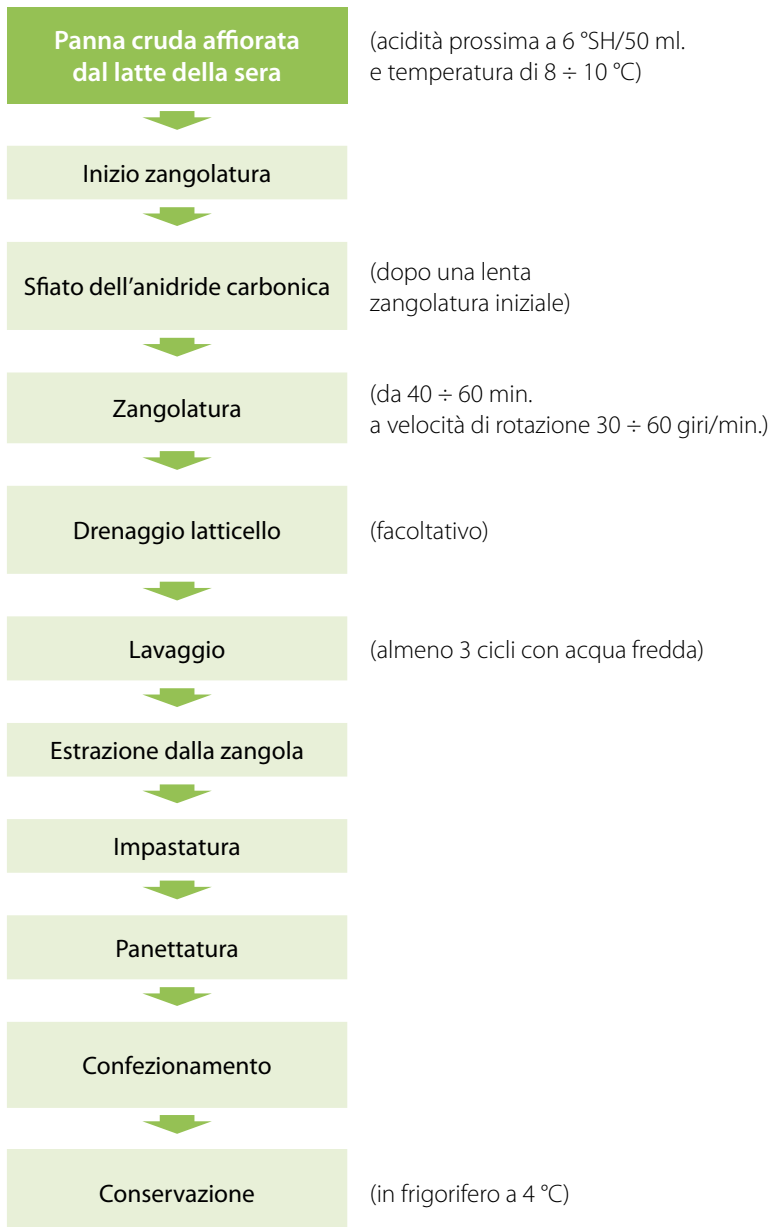 Panna cruda affiorata
dal latte della sera
(acidità prossima a 6 °SH/50 ml.
e temperatura di 8 ÷ 10 °C)
Inizio zangolatura
Sfiato dell’anidride carbonica
(dopo una lenta
zangolatura iniziale)
Zangolatura
(da 40 ÷ 60 min.
a velocità di rotazione 30 ÷ 60 giri/min.)
Drenaggio latticello
(facoltativo)
Lavaggio
(almeno 3 cicli con acqua fredda)
Estrazione dalla zangola
Impastatura
Panettatura
Confezionamento
Conservazione
(in frigorifero a 4 °C)